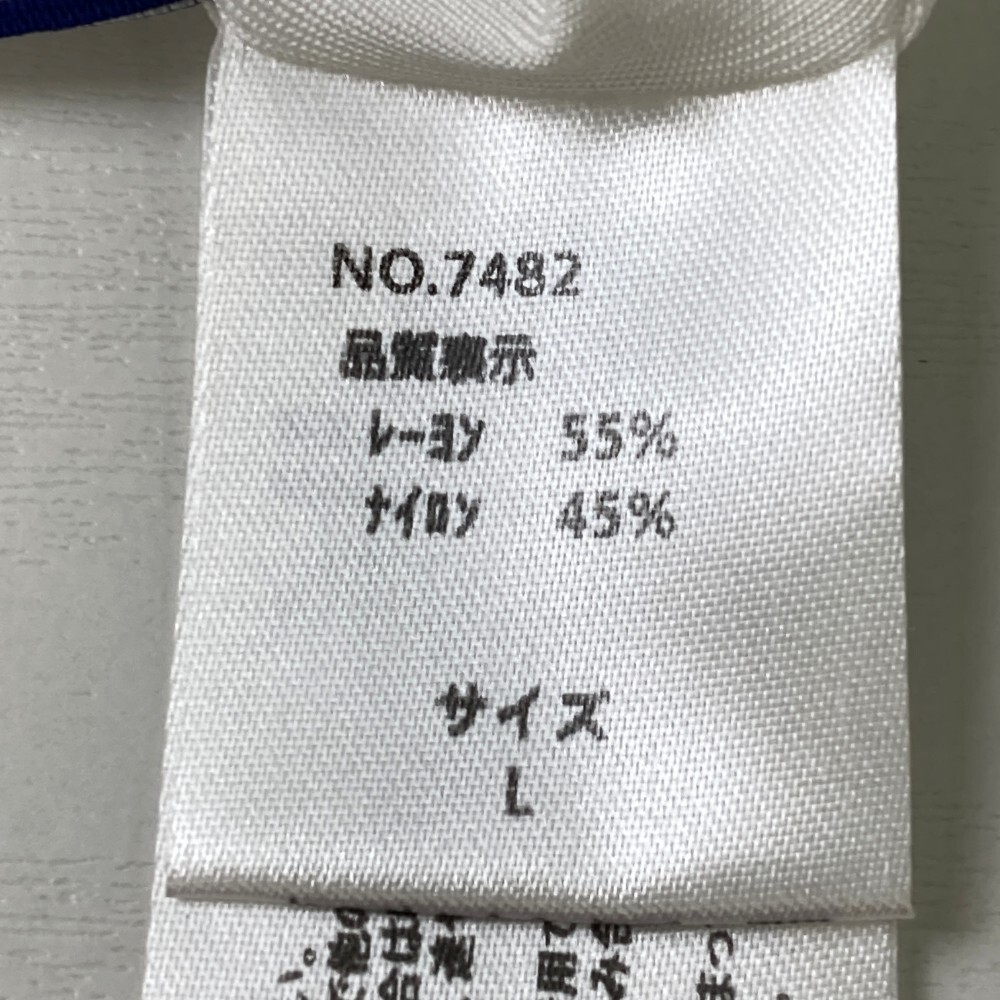 NO.7482
品質表示
ﾚｰﾖﾝ 55%
ﾅｲﾛﾝ 45%
サイズ
L